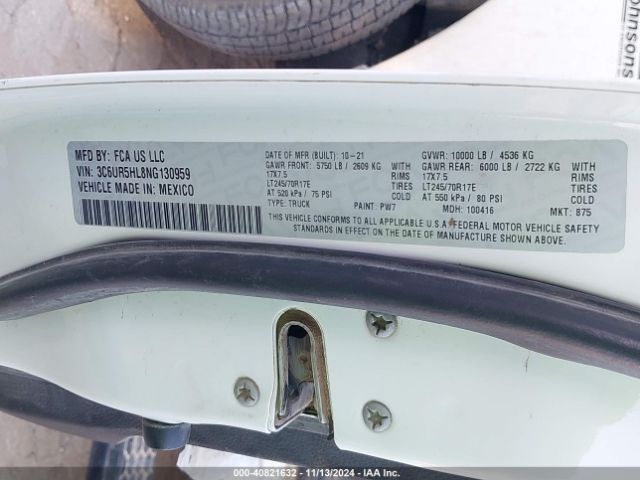 Johnsons
MFD BY: FCA US LLC
VIN: 3C6UR5HL8NG130959
VEHICLE MADE IN: MEXICO
DATE OF MFR (BUILT): 10-21
GAWR FRONT: 5750 LB / 2609 KG
17X7.5 RIMS
LT245/70R17E TIRES
AT 520 kPa / 75 PSI COLD
TYPE: TRUCK PAINT: PW7
GVWR: 10000 LB / 4536 KG
GAWR REAR: 6000 LB / 2722 KG
17X7.5 RIMS
LT245/70R17E TIRES
AT 550 kPa / 80 PSI COLD
MDH: 100416 MKT: 875
THIS VEHICLE CONFORMS TO ALL APPLICABLE U.S.A. FEDERAL MOTOR VEHICLE SAFETY
STANDARDS IN EFFECT ON THE DATE OF MANUFACTURE SHOWN ABOVE.
000-40821632 - 11/13/2024 - IAA Inc.